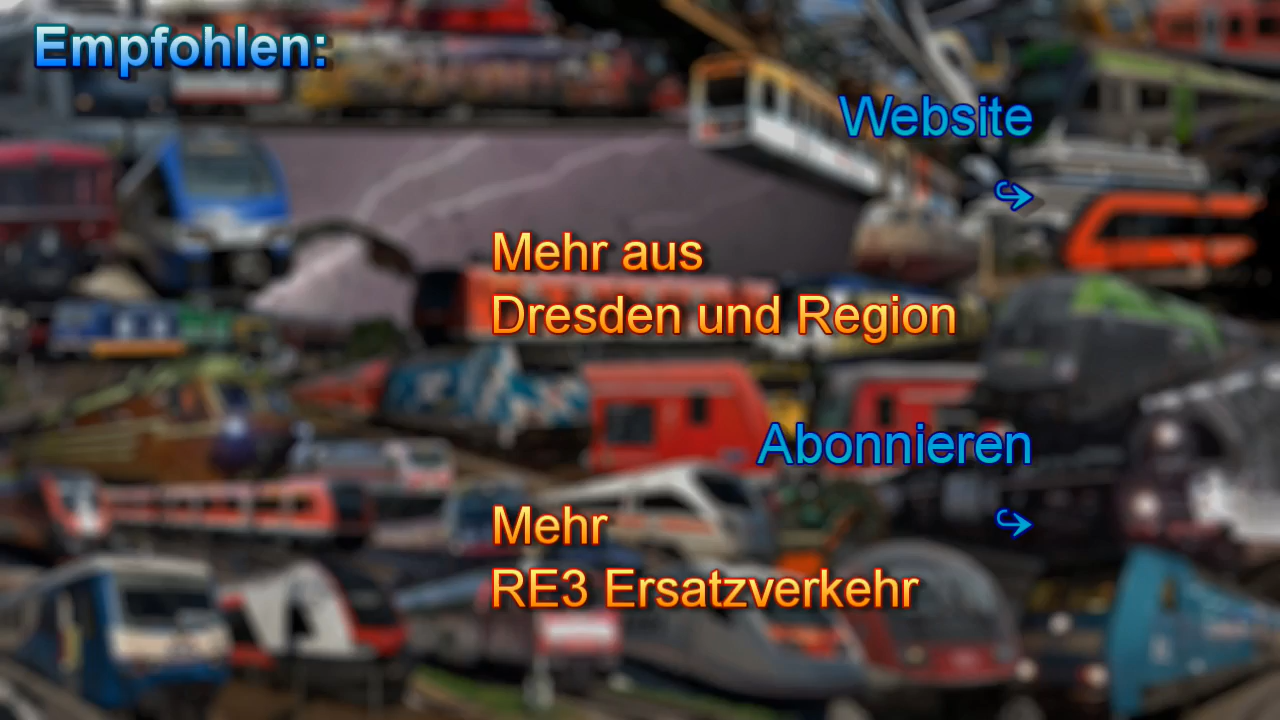 Empfohlen:
Website
↪
Mehr aus
Dresden und Region
Abonnieren
↪
Mehr
RE3 Ersatzverkehr